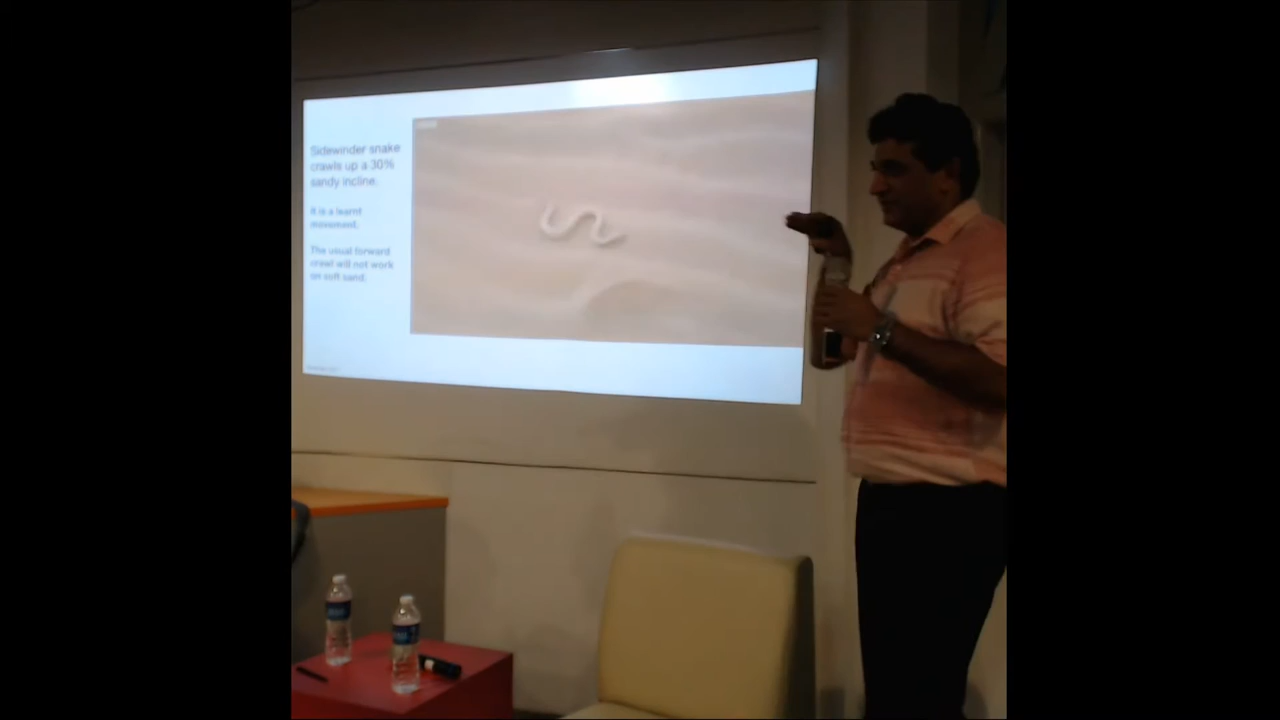 Sidewinder snake
crawls up a 30%
sandy incline.
It is a learnt
movement.
The usual forward
crawl will not work
on soft sand.